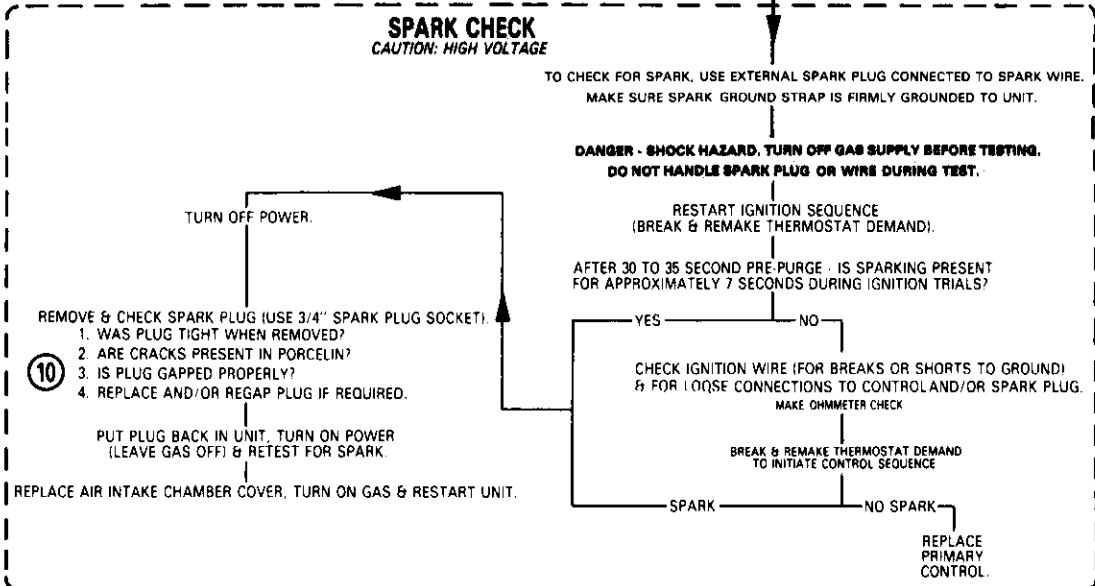 SPARK CHECK
CAUTION: HIGH VOLTAGE
TO CHECK FOR SPARK, USE EXTERNAL SPARK PLUG CONNECTED TO SPARK WIRE.
MAKE SURE SPARK GROUND STRAP IS FIRMLY GROUNDED TO UNIT.
DANGER - SHOCK HAZARD, TURN OFF GAS SUPPLY BEFORE TESTING.
DO NOT HANDLE SPARK PLUG OR WIRE DURING TEST.
RESTART IGNITION SEQUENCE
(BREAK & REMAKE THERMOSTAT DEMAND).
AFTER 30 TO 35 SECOND PRE-PURGE - IS SPARKING PRESENT
FOR APPROXIMATELY 7 SECONDS DURING IGNITION TRIALS?
YES
NO
CHECK IGNITION WIRE (FOR BREAKS OR SHORTS TO GROUND)
& FOR LOOSE CONNECTIONS TO CONTROL AND/OR SPARK PLUG.
MAKE OHMMETER CHECK
BREAK & REMAKE THERMOSTAT DEMAND
TO INITIATE CONTROL SEQUENCE
SPARK
NO SPARK
REPLACE
PRIMARY
CONTROL.
TURN OFF POWER.
REMOVE & CHECK SPARK PLUG (USE 3/4" SPARK PLUG SOCKET).
1. WAS PLUG TIGHT WHEN REMOVED?
2. ARE CRACKS PRESENT IN PORCELIN?
10
3. IS PLUG GAPPED PROPERLY?
4. REPLACE AND/OR REGAP PLUG IF REQUIRED.
PUT PLUG BACK IN UNIT, TURN ON POWER
(LEAVE GAS OFF) & RETEST FOR SPARK.
REPLACE AIR INTAKE CHAMBER COVER, TURN ON GAS & RESTART UNIT.